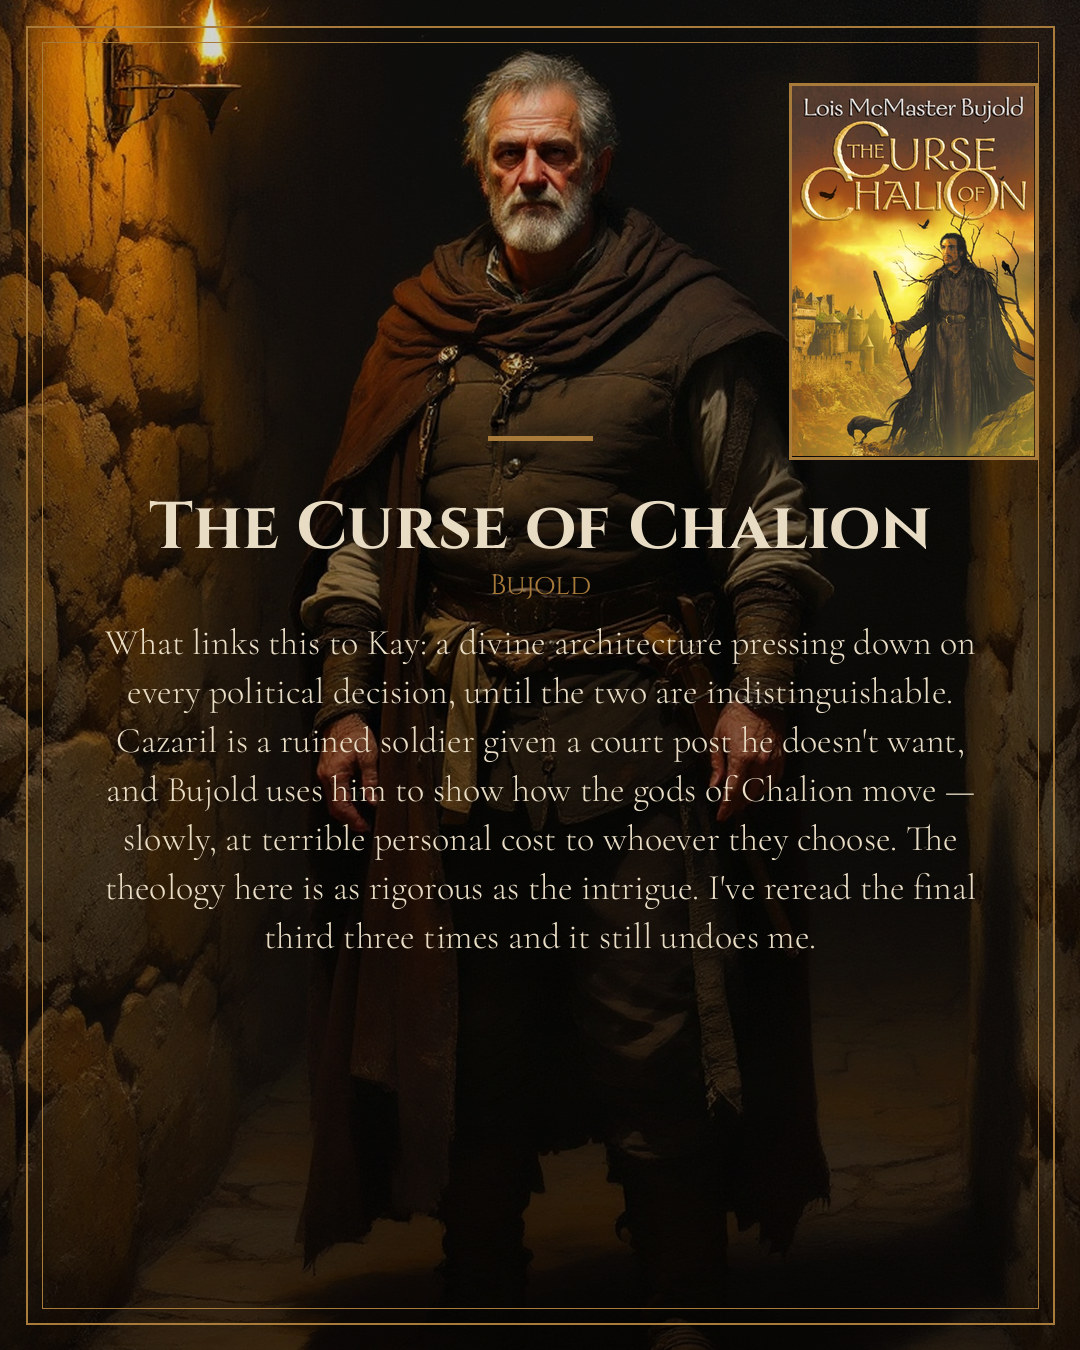 Lois McMaster Bujold
THE CURSE
OF CHALION
THE CURSE OF CHALION
BUJOLD
What links this to Kay: a divine architecture pressing down on
every political decision, until the two are indistinguishable.
Cazaril is a ruined soldier given a court post he doesn't want,
and Bujold uses him to show how the gods of Chalion move —
slowly, at terrible personal cost to whoever they choose. The
theology here is as rigorous as the intrigue. I've reread the final
third three times and it still undoes me.